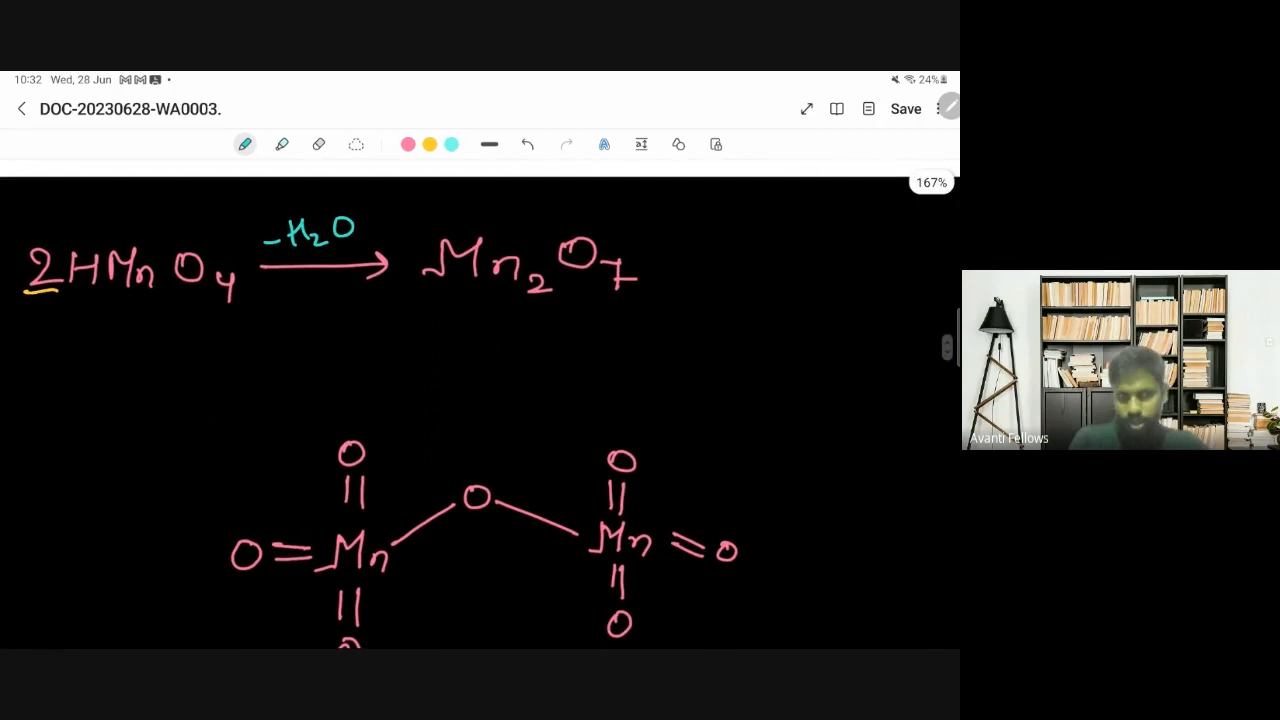 10:32 Wed, 28 Jun 24%
DOC-20230628-WA0003. Save
167%
-H₂O
2HMnO₄ → Mn₂O₇
O O
O
O=Mn Mn=O
O O
Avanti Fellows